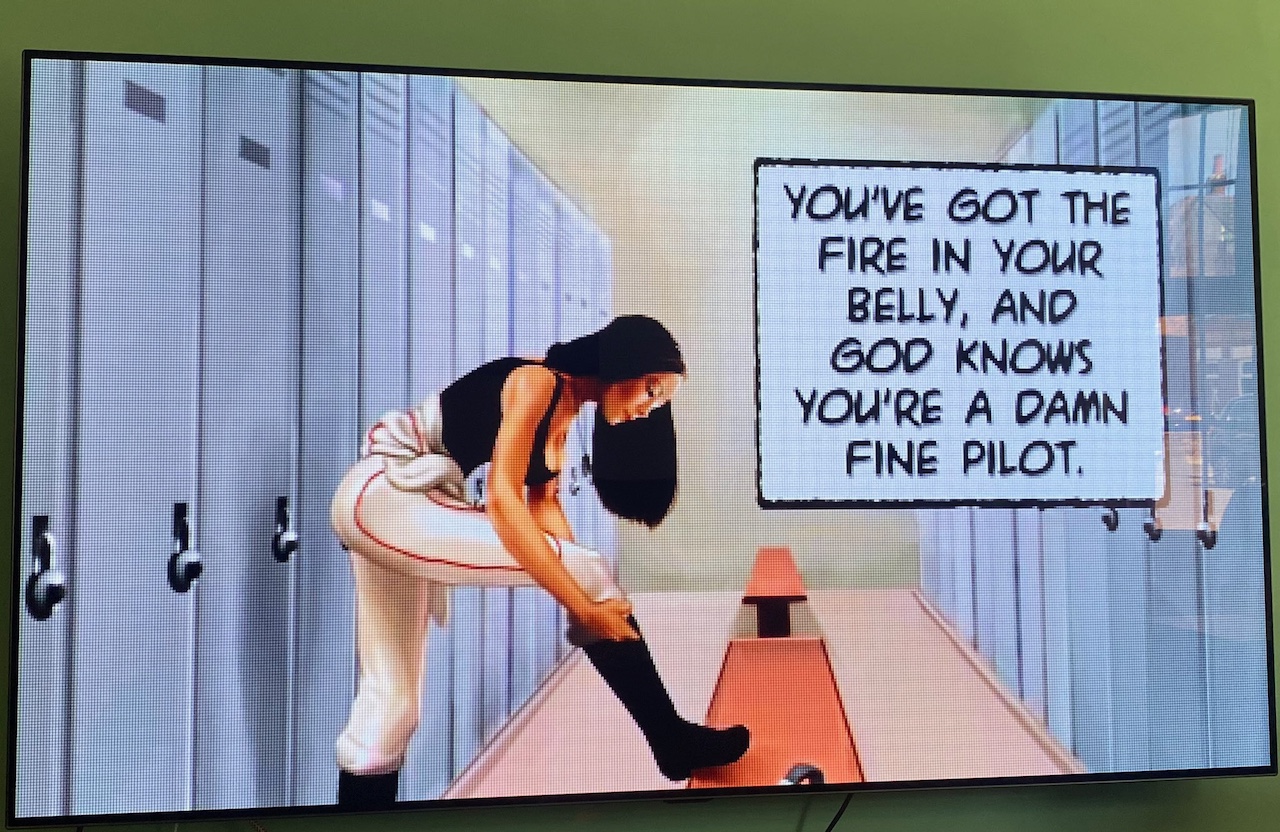 YOU'VE GOT THE
FIRE IN YOUR
BELLY, AND
GOD KNOWS
YOU'RE A DAMN
FINE PILOT.